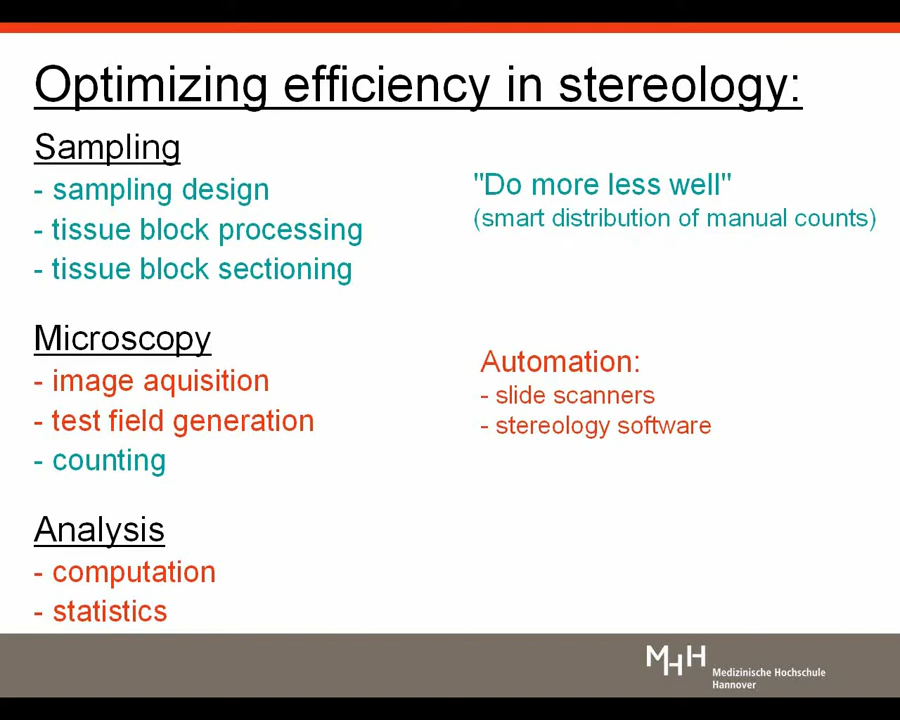 Optimizing efficiency in stereology:
Sampling
- sampling design
- tissue block processing
- tissue block sectioning
"Do more less well"
(smart distribution of manual counts)
Microscopy
- image aquisition
- test field generation
- counting
Automation:
- slide scanners
- stereology software
Analysis
- computation
- statistics
MHH
Medizinische Hochschule
Hannover